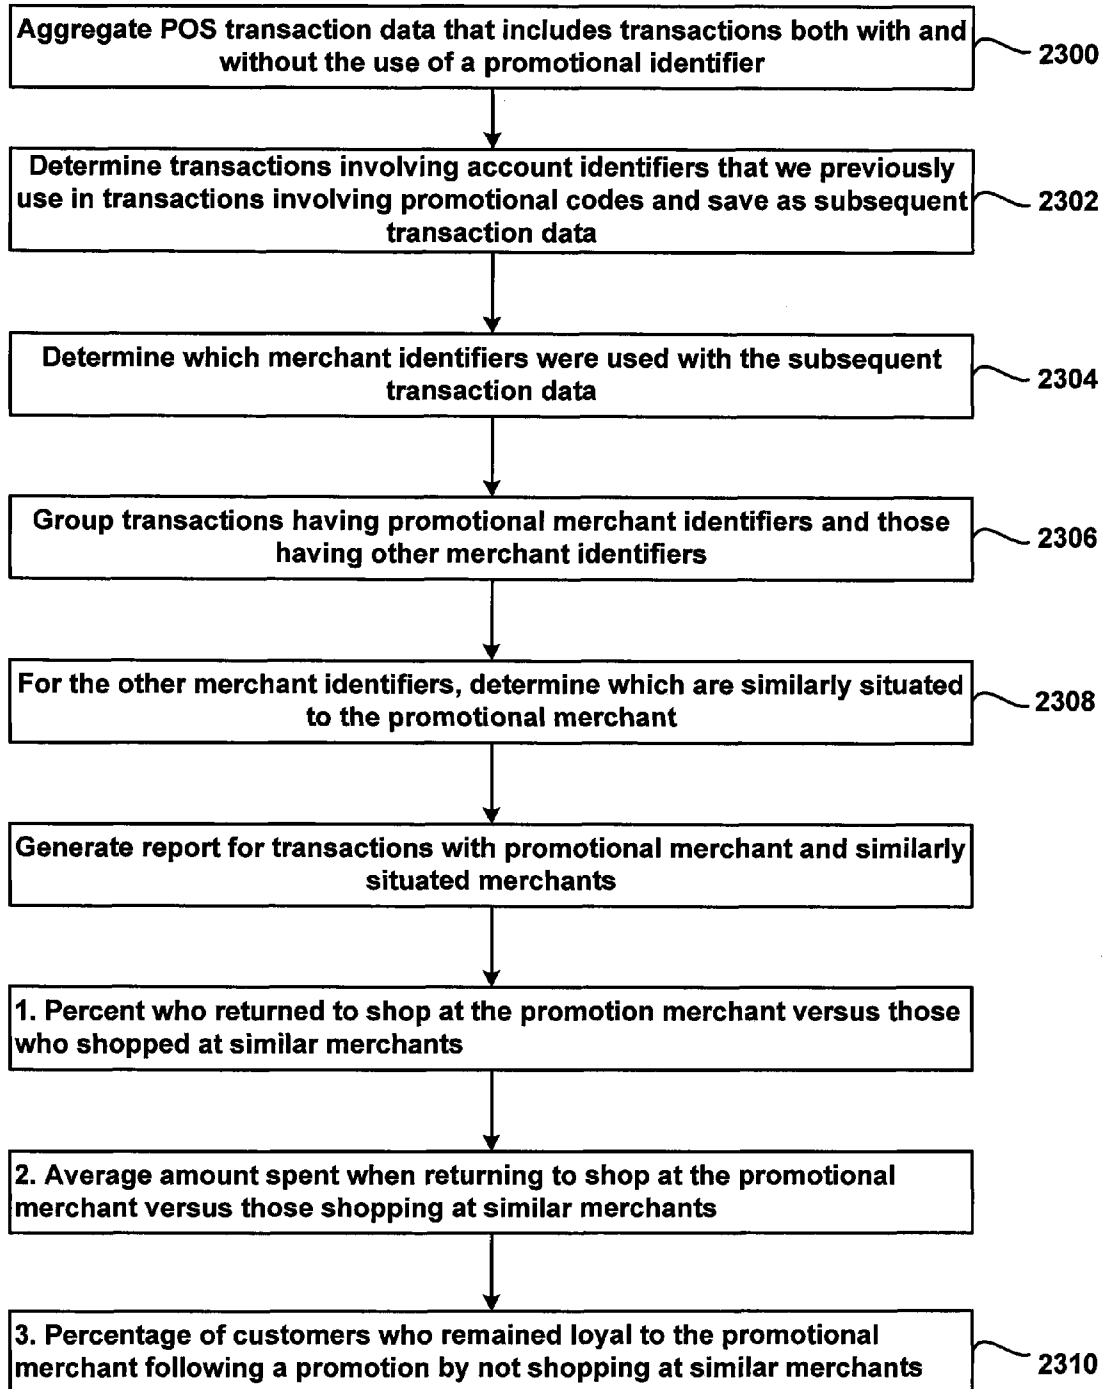 Aggregate POS transaction data that includes transactions both with and
without the use of a promotional identifier
2300
Determine transactions involving account identifiers that we previously
use in transactions involving promotional codes and save as subsequent
transaction data
2302
Determine which merchant identifiers were used with the subsequent
transaction data
2304
Group transactions having promotional merchant identifiers and those
having other merchant identifiers
2306
For the other merchant identifiers, determine which are similarly situated
to the promotional merchant
2308
Generate report for transactions with promotional merchant and similarly
situated merchants
1. Percent who returned to shop at the promotion merchant versus those
who shopped at similar merchants
2. Average amount spent when returning to shop at the promotional
merchant versus those shopping at similar merchants
3. Percentage of customers who remained loyal to the promotional
merchant following a promotion by not shopping at similar merchants
2310